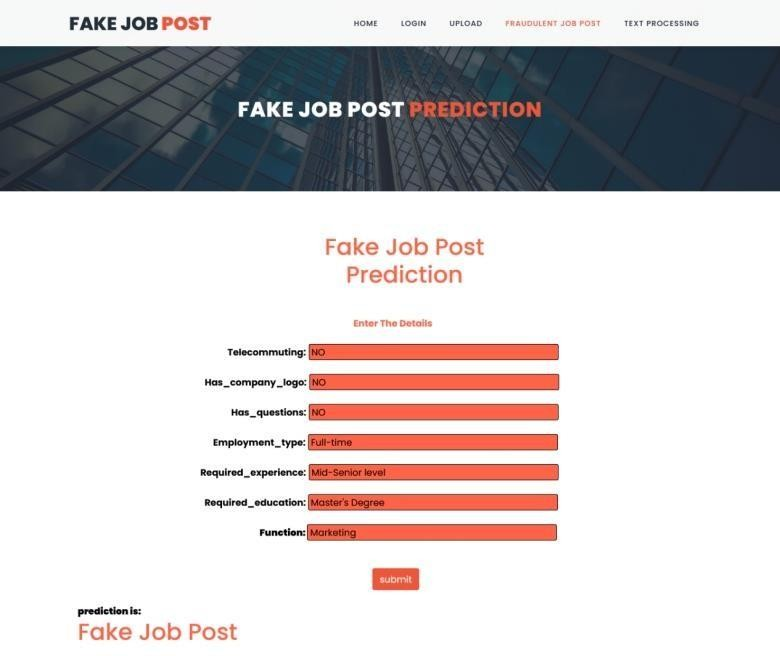 FAKE JOB POST
HOME LOGIN UPLOAD FRAUDULENT JOB POST TEXT PROCESSING
FAKE JOB POST PREDICTION
Fake Job Post
Prediction
Enter The Details
Telecommuting: NO
Has_company_logo: NO
Has_questions: NO
Employment_type: Full-time
Required_experience: Mid-Senior level
Required_education: Master's Degree
Function: Marketing
submit
prediction is:
Fake Job Post